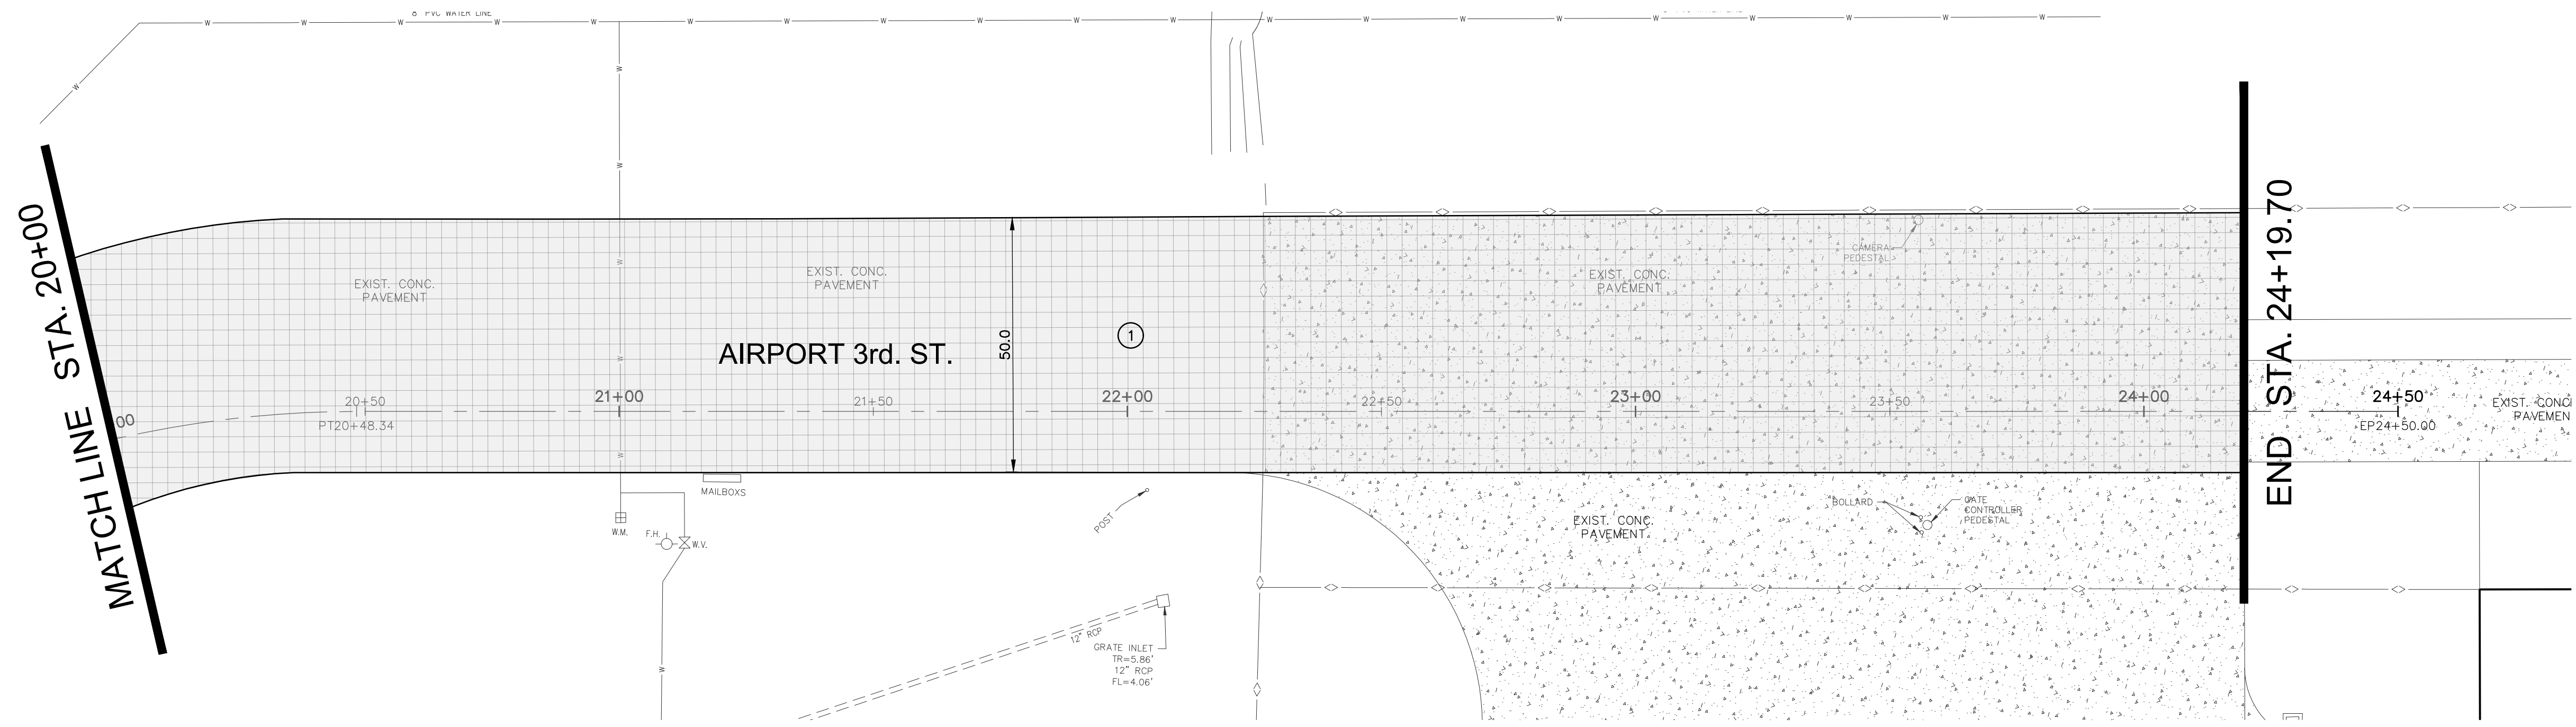 8" PVC WATER LINE
W W W W W W W W W W W W W W W W W W W W
W
W
W
W
W
W
W
W
MATCH LINE STA. 20+00
END STA. 24+19.70
EXIST. CONC.
PAVEMENT
EXIST. CONC.
PAVEMENT
EXIST. CONC.
PAVEMENT
CAMERA
PEDESTAL
AIRPORT 3rd. ST.
50.0
1
00
20+50
21+00
21+50
22+00
22+50
23+00
23+50
24+00
24+50
PT20+48.34
EP24+50.00
EXIST. CONC
PAVEMEN
MAILBOXS
W.M.
F.H.
W.V.
POST
EXIST. CONC.
PAVEMENT
BOLLARD
GATE
CONTROLLER
PEDESTAL
12" RCP
GRATE INLET
TR=5.86'
12" RCP
FL=4.06'